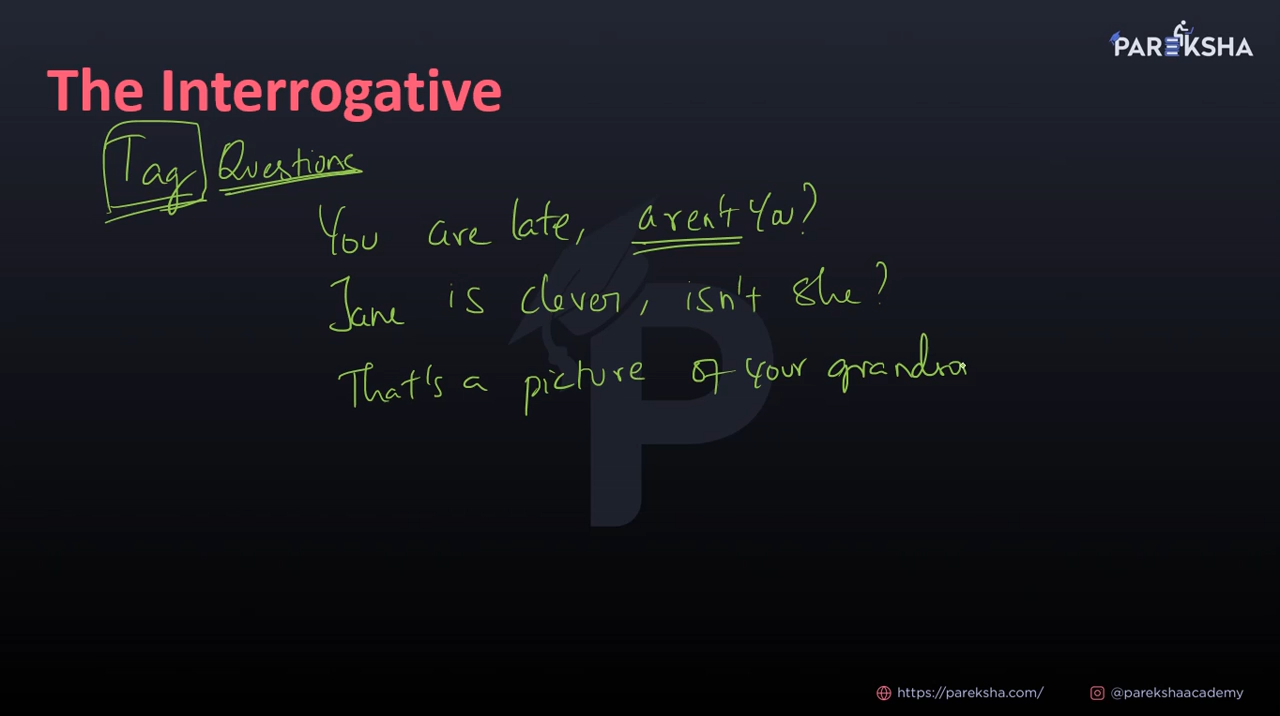 PAREKSHA
The Interrogative
Tag Questions
You are late, aren't you?
Jane is clever, isn't she?
That's a picture of your
https://pareksha.com/
@parekshaacademy